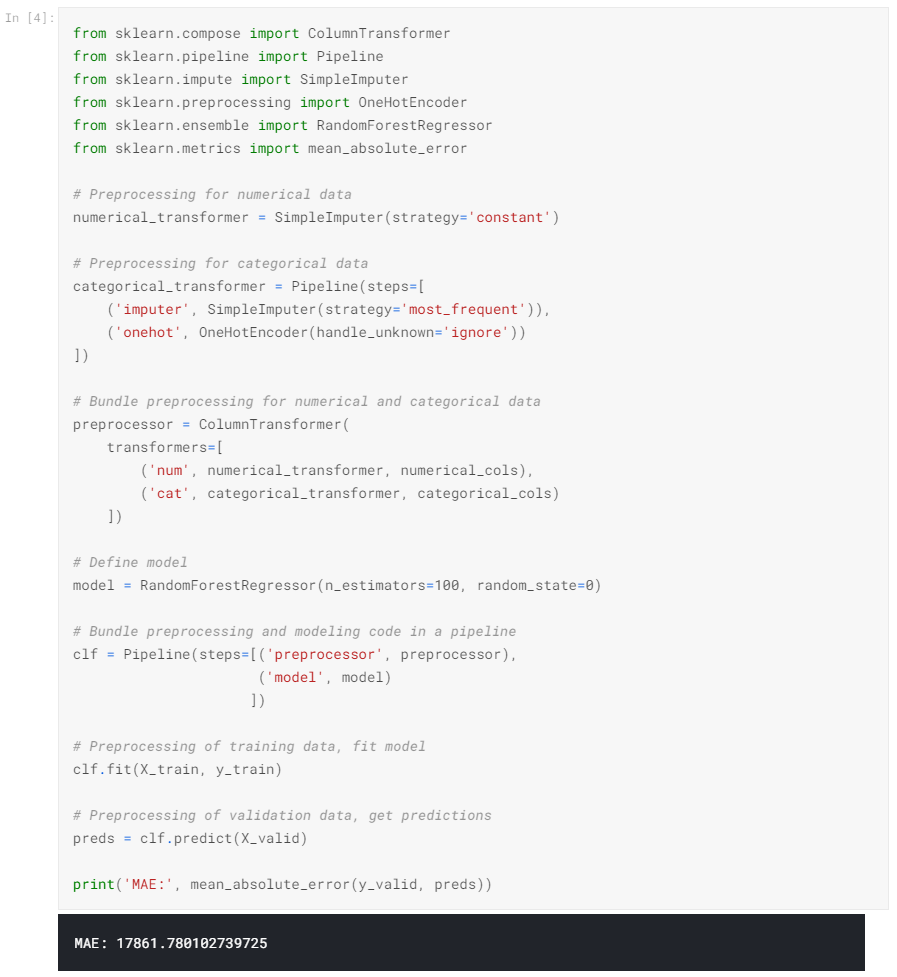 In [4]:
from sklearn.compose import ColumnTransformer
from sklearn.pipeline import Pipeline
from sklearn.impute import SimpleImputer
from sklearn.preprocessing import OneHotEncoder
from sklearn.ensemble import RandomForestRegressor
from sklearn.metrics import mean_absolute_error

# Preprocessing for numerical data
numerical_transformer = SimpleImputer(strategy='constant')

# Preprocessing for categorical data
categorical_transformer = Pipeline(steps=[
    ('imputer', SimpleImputer(strategy='most_frequent')),
    ('onehot', OneHotEncoder(handle_unknown='ignore'))
])

# Bundle preprocessing for numerical and categorical data
preprocessor = ColumnTransformer(
    transformers=[
        ('num', numerical_transformer, numerical_cols),
        ('cat', categorical_transformer, categorical_cols)
    ])

# Define model
model = RandomForestRegressor(n_estimators=100, random_state=0)

# Bundle preprocessing and modeling code in a pipeline
clf = Pipeline(steps=[('preprocessor', preprocessor),
                      ('model', model)
                     ])

# Preprocessing of training data, fit model
clf.fit(X_train, y_train)

# Preprocessing of validation data, get predictions
preds = clf.predict(X_valid)

print('MAE:', mean_absolute_error(y_valid, preds))
MAE: 17861.780102739725